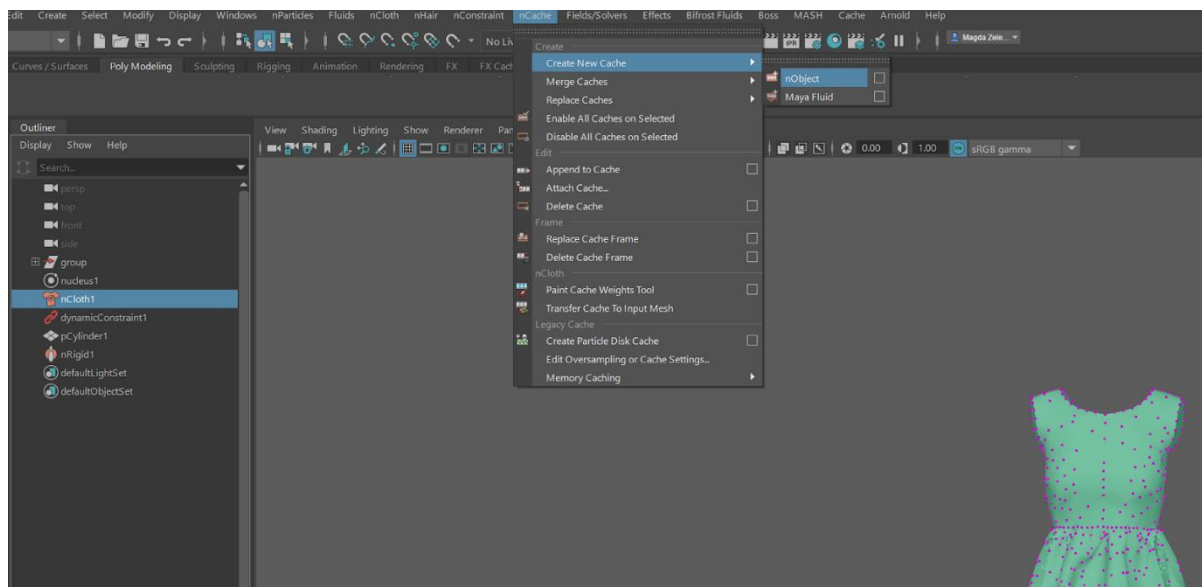 dit Create Select Modify Display Windows nParticles Fluids nCloth nHair nConstraint nCache Fields/Solvers Effects Bifrost Fluids Boss MASH Cache Arnold Help
No Liv
IPR
Magda Zele...
Curves / Surfaces Poly Modeling Sculpting Rigging Animation Rendering FX FX Cach
Create
Create New Cache
Merge Caches
Replace Caches
Enable All Caches on Selected
Disable All Caches on Selected
Edit
Append to Cache
Attach Cache...
Delete Cache
Frame
Replace Cache Frame
Delete Cache Frame
nCloth
Paint Cache Weights Tool
Transfer Cache To Input Mesh
Legacy Cache
Create Particle Disk Cache
Edit Oversampling or Cache Settings...
Memory Caching
nObject
Maya Fluid
Outliner
Display Show Help
Search...
persp
top
front
side
group
nucleus1
nCloth1
dynamicConstraint1
pCylinder1
nRigid1
defaultLightSet
defaultObjectSet
View Shading Lighting Show Renderer Pan
0.00 1.00 sRGB gamma